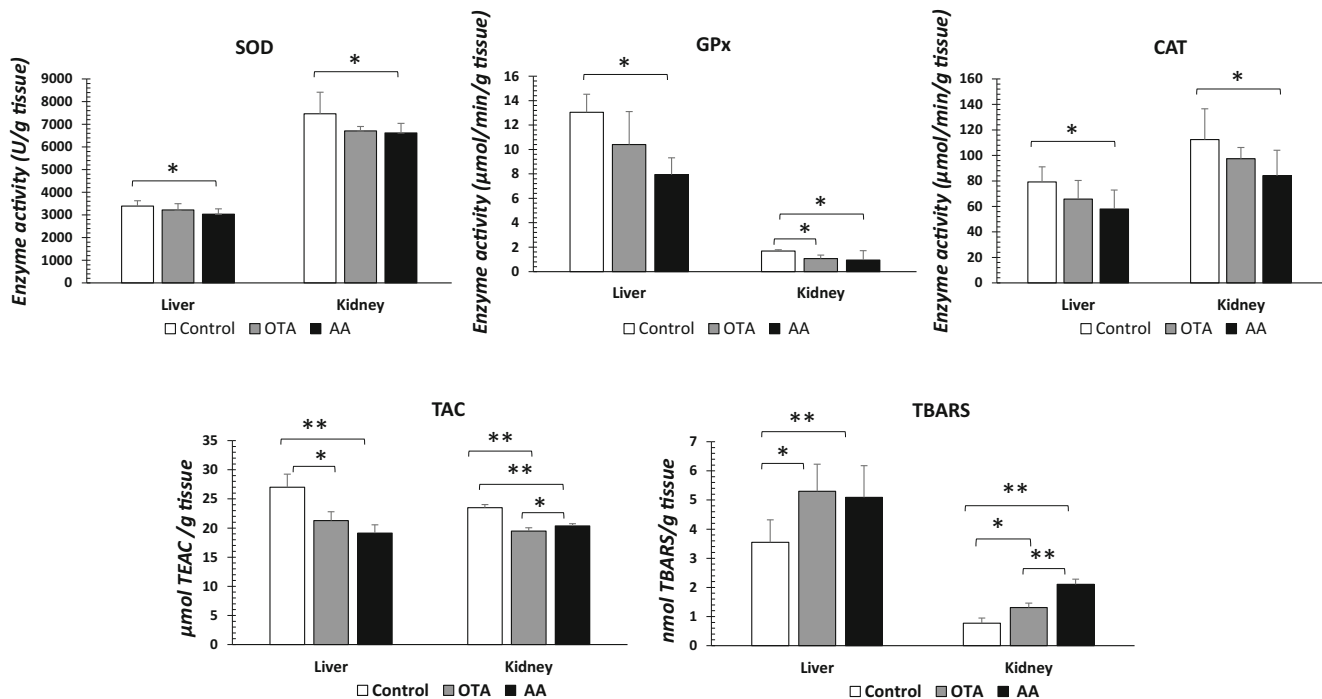 SOD
Enzyme activity (U/g tissue)
9000
8000
7000
6000
5000
4000
3000
2000
1000
0
*
*
Liver
Kidney
Control OTA AA
GPx
Enzyme activity (µmol/min/g tissue)
16
14
12
10
8
6
4
2
0
*
*
*
Liver
Kidney
Control OTA AA
CAT
Enzyme activity (µmol/min/g tissue)
160
140
120
100
80
60
40
20
0
*
*
Liver
Kidney
Control OTA AA
TAC
µmol TEAC /g tissue
35
30
25
20
15
10
5
0
**
*
**
**
*
Liver
Kidney
Control OTA AA
TBARS
nmol TBARS/g tissue
7
6
5
4
3
2
1
0
**
*
**
*
**
Liver
Kidney
Control OTA AA